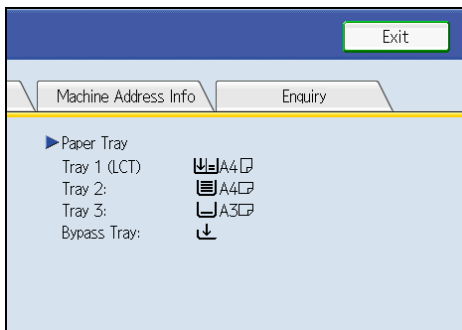 Exit
Machine Address Info Enquiry
Paper Tray
Tray 1 (LCT) A4
Tray 2: A4
Tray 3: A3
Bypass Tray: